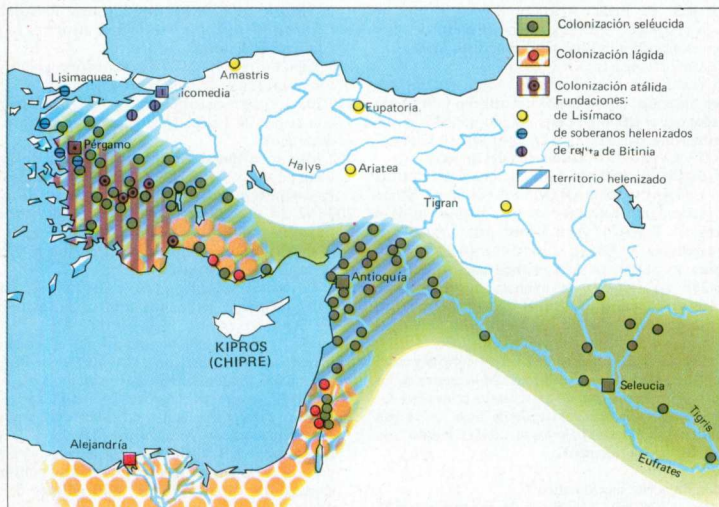 Colonización seléucida
Colonización lágida
Colonización atálida
Fundaciones:
de Lisímaco
de soberanos helenizados
de Bitinia
territorio helenizado
Lisimaquea
Amastris
Nicomedia
Eupatoria
Pérgamo
Halys
Ariatea
Tigran
Antioquía
KIPROS
(CHIPRE)
Seleucia
Alejandría
Tigris
Eufrates